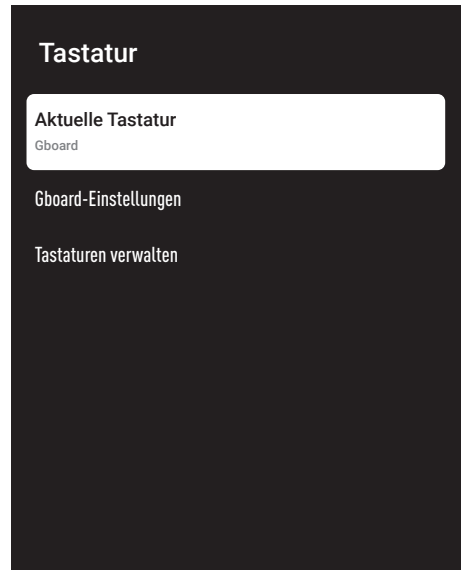 Tastatur
Aktuelle Tastatur
Gboard
Gboard-Einstellungen
Tastaturen verwalten